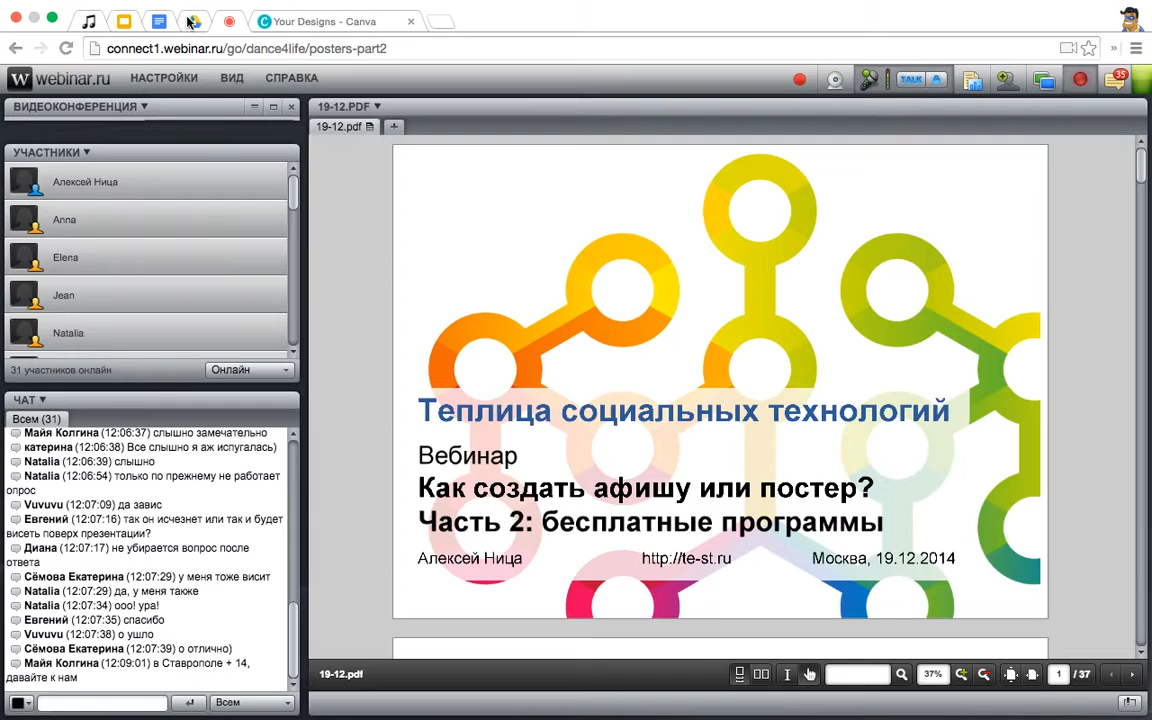 Your Designs - Canva
connect1.webinar.ru/go/dance4life/posters-part2
webinar.ru НАСТРОЙКИ ВИД СПРАВКА
TALK
35
ВИДЕОКОНФЕРЕНЦИЯ
УЧАСТНИКИ
Алексей Ница
Anna
Elena
Jean
Natalia
31 участников онлайн
Онлайн
ЧАТ
Всем (31)
Майя Колгина (12:06:37) слышно замечательно
катерина (12:06:38) Все слышно я аж испугалась)
Natalia (12:06:39) слышно
Natalia (12:06:54) только по прежнему не работает
опрос
Vuvuvu (12:07:09) да завис
Евгений (12:07:16) так он исчезнет или так и будет
висеть поверх презентации?
Диана (12:07:17) не убирается вопрос после
ответа
Сёмова Екатерина (12:07:29) у меня тоже висит
Natalia (12:07:29) да, у меня также
Natalia (12:07:34) ооо! ура!
Евгений (12:07:35) спасибо
Vuvuvu (12:07:38) о ушло
Сёмова Екатерина (12:07:39) о отлично)
Майя Колгина (12:09:01) в Ставрополе + 14,
давайте к нам
Всем
19-12.PDF
19-12.pdf
Теплица социальных технологий
Вебинар
Как создать афишу или постер?
Часть 2: бесплатные программы
Алексей Ница http://te-st.ru Москва, 19.12.2014
19-12.pdf
37%
1 / 37